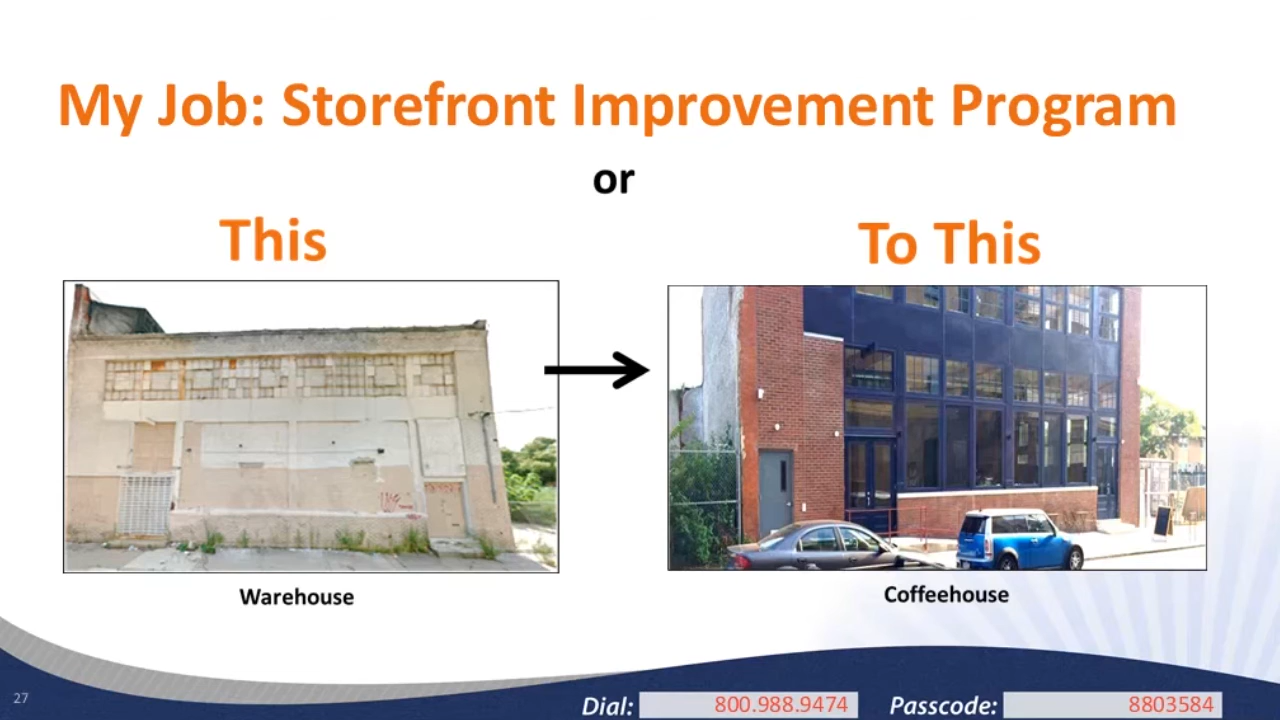 My Job: Storefront Improvement Program
or
This
To This
Warehouse
Coffeehouse
27
Dial: 800.988.9474 Passcode: 8803584